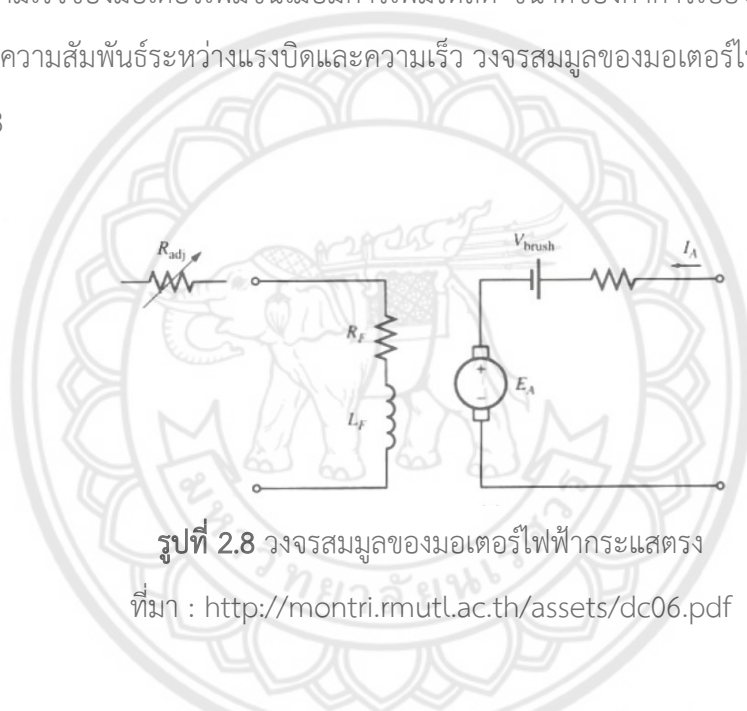 ความสัมพันธ์ระหว่างแรงบิดและความเร็ว วงจรสมมูลของมอเตอร์
R_adj
V_brush
I_A
R_F
E_A
L_F
รูปที่ 2.8 วงจรสมมูลของมอเตอร์ไฟฟ้ากระแสตรง
ที่มา : http://montri.rmutl.ac.th/assets/dc06.pdf